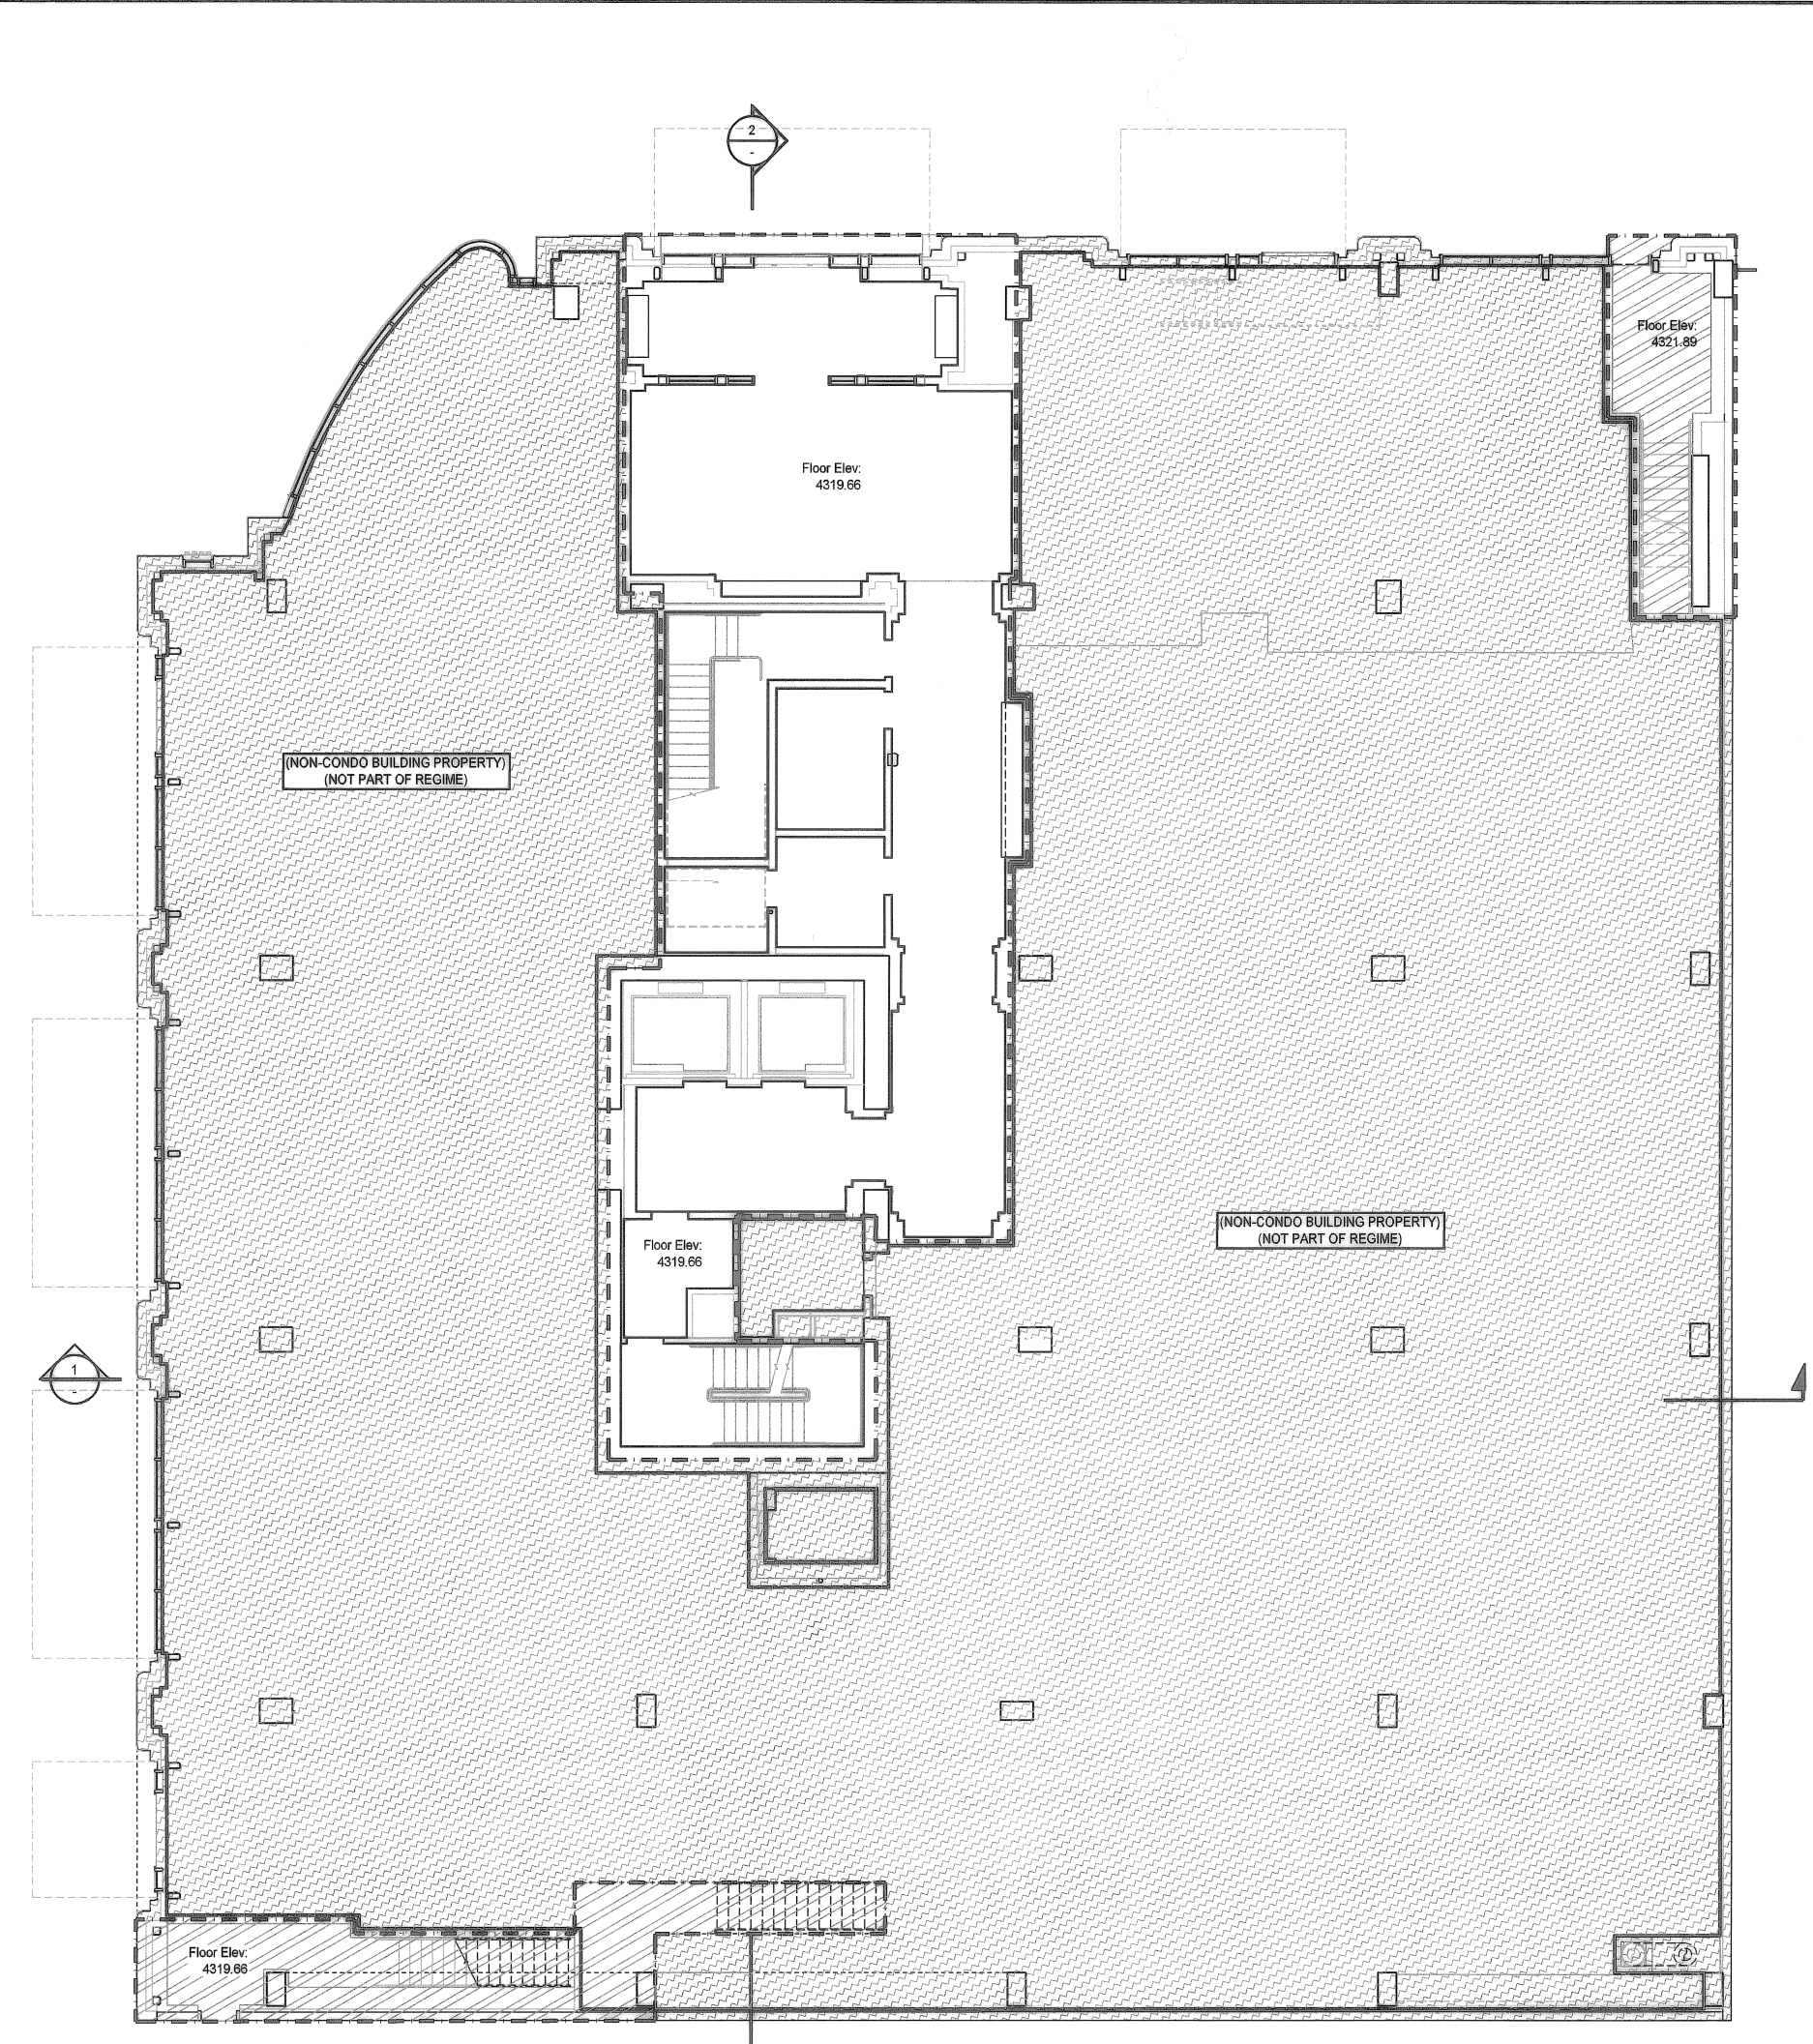 2
-
Floor Elev:
4321.89
Floor Elev:
4319.66
(NON-CONDO BUILDING PROPERTY)
(NOT PART OF REGIME)
(NON-CONDO BUILDING PROPERTY)
(NOT PART OF REGIME)
Floor Elev:
4319.66
1
-
Floor Elev:
4319.66